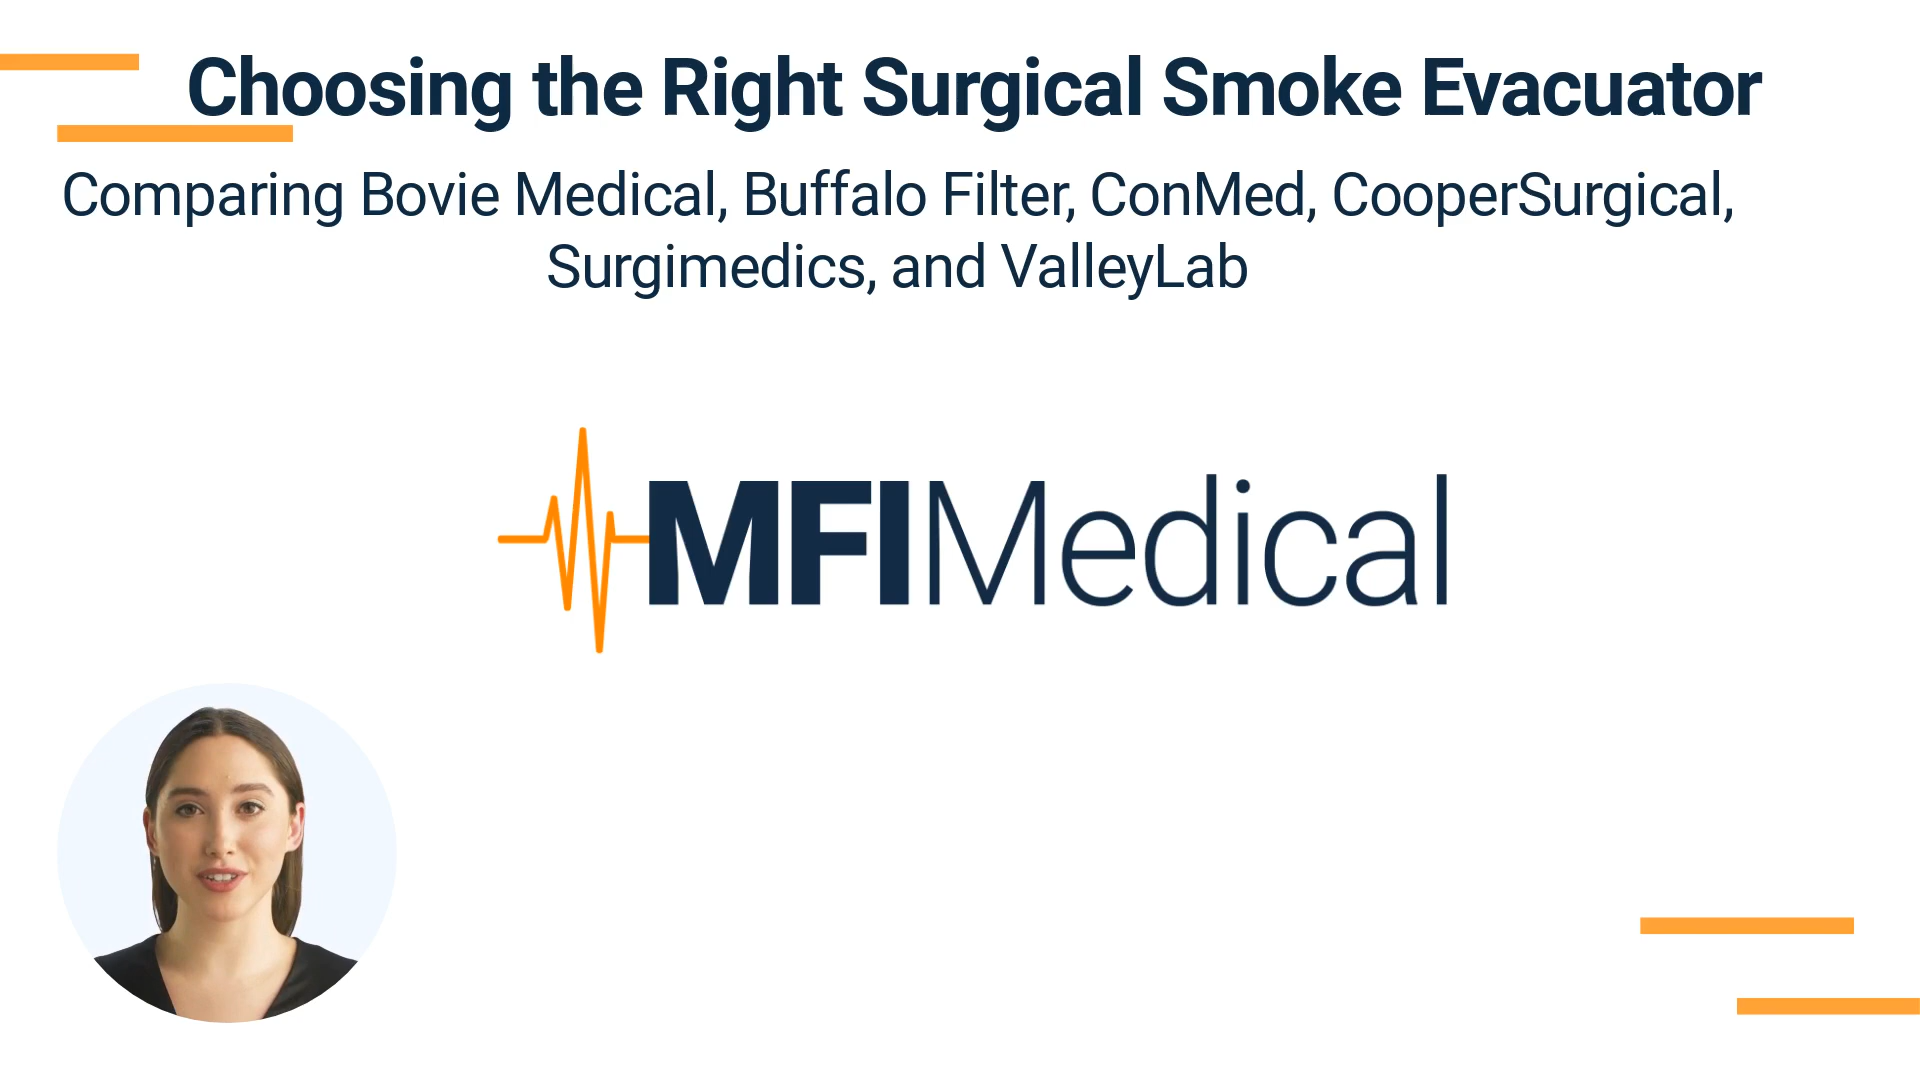 Choosing the Right Surgical Smoke Evacuator
Comparing Bovie Medical, Buffalo Filter, ConMed, CooperSurgical,
Surgimedics, and ValleyLab
MFIMedical